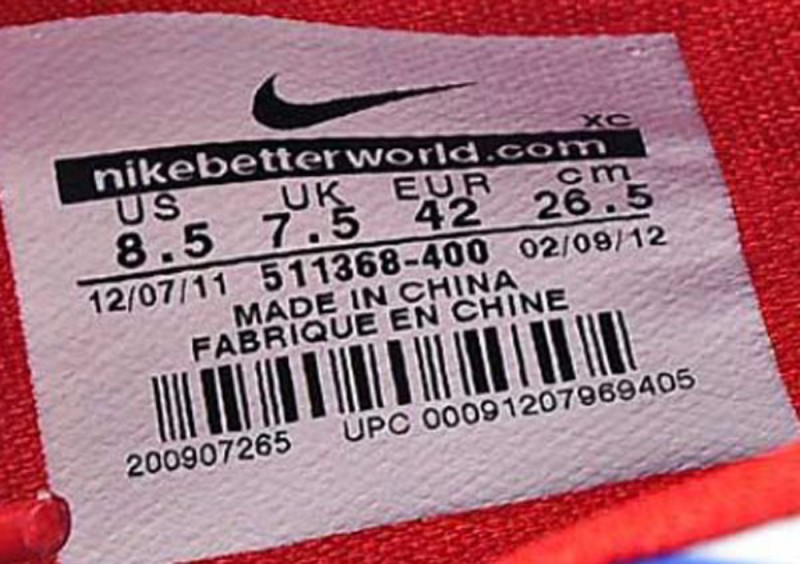 XC
nikebetterworld.com
US UK EUR cm
8.5 7.5 42 26.5
12/07/11 511368-400 02/09/12
MADE IN CHINA
FABRIQUE EN CHINE
200907265 UPC 00091207969405